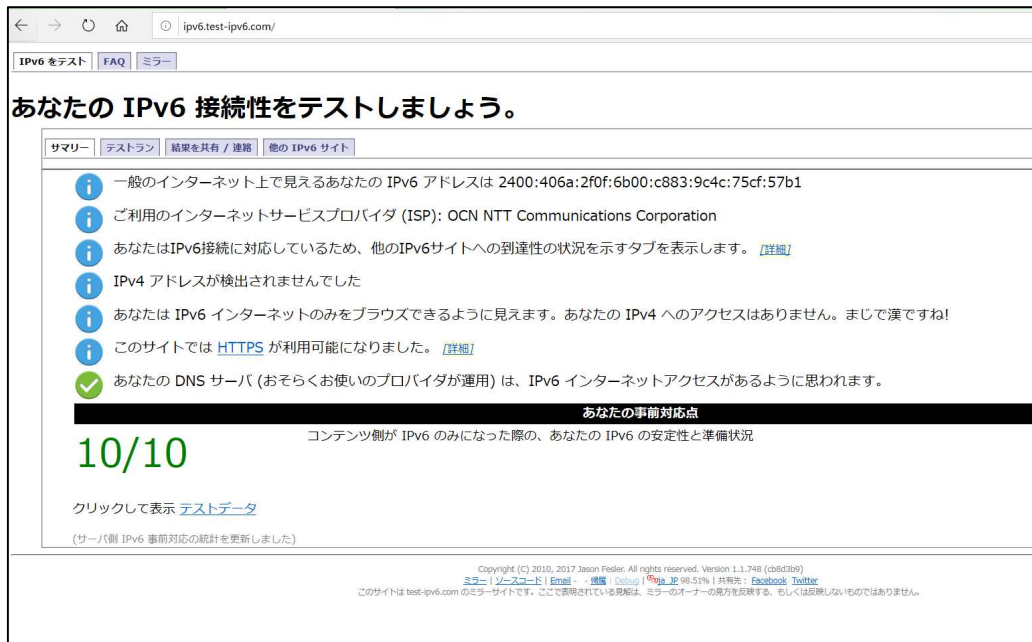 ipv6.test-ipv6.com/
IPv6 をテスト FAQ ミラー
あなたの IPv6 接続性をテストしましょう。
サマリー テストラン 結果を共有 / 連絡 他の IPv6 サイト
一般のインターネット上で見えるあなたの IPv6 アドレスは 2400:406a:2f0f:6b00:c883:9c4c:75cf:57b1
ご利用のインターネットサービスプロバイダ (ISP): OCN NTT Communications Corporation
あなたはIPv6接続に対応しているため、他のIPv6サイトへの到達性の状況を示すタブを表示します。 [詳細]
IPv4 アドレスが検出されませんでした
あなたは IPv6 インターネットのみをブラウズできるように見えます。あなたの IPv4 へのアクセスはありません。まじで漢ですね!
このサイトでは HTTPS が利用可能になりました。 [詳細]
あなたの DNS サーバ (おそらくお使いのプロバイダが運用) は、IPv6 インターネットアクセスがあるように思われます。
あなたの事前対応点
10/10
コンテンツ側が IPv6 のみになった際の、あなたの IPv6 の安定性と準備状況
クリックして表示 テストデータ
(サーバ側 IPv6 事前対応の統計を更新しました)
Copyright (C) 2010, 2017 Jason Fesler. All rights reserved. Version 1.1.748 (cb8d3b9)
ミラー | ソースコード | Email - - 帰属 | Debug | ja_JP 98.51% | 共有先: Facebook Twitter
このサイトは test-ipv6.com のミラーサイトです。ここで表明されている見解は、ミラーのオーナーの見方を反映する、もしくは反映しないものではありません。